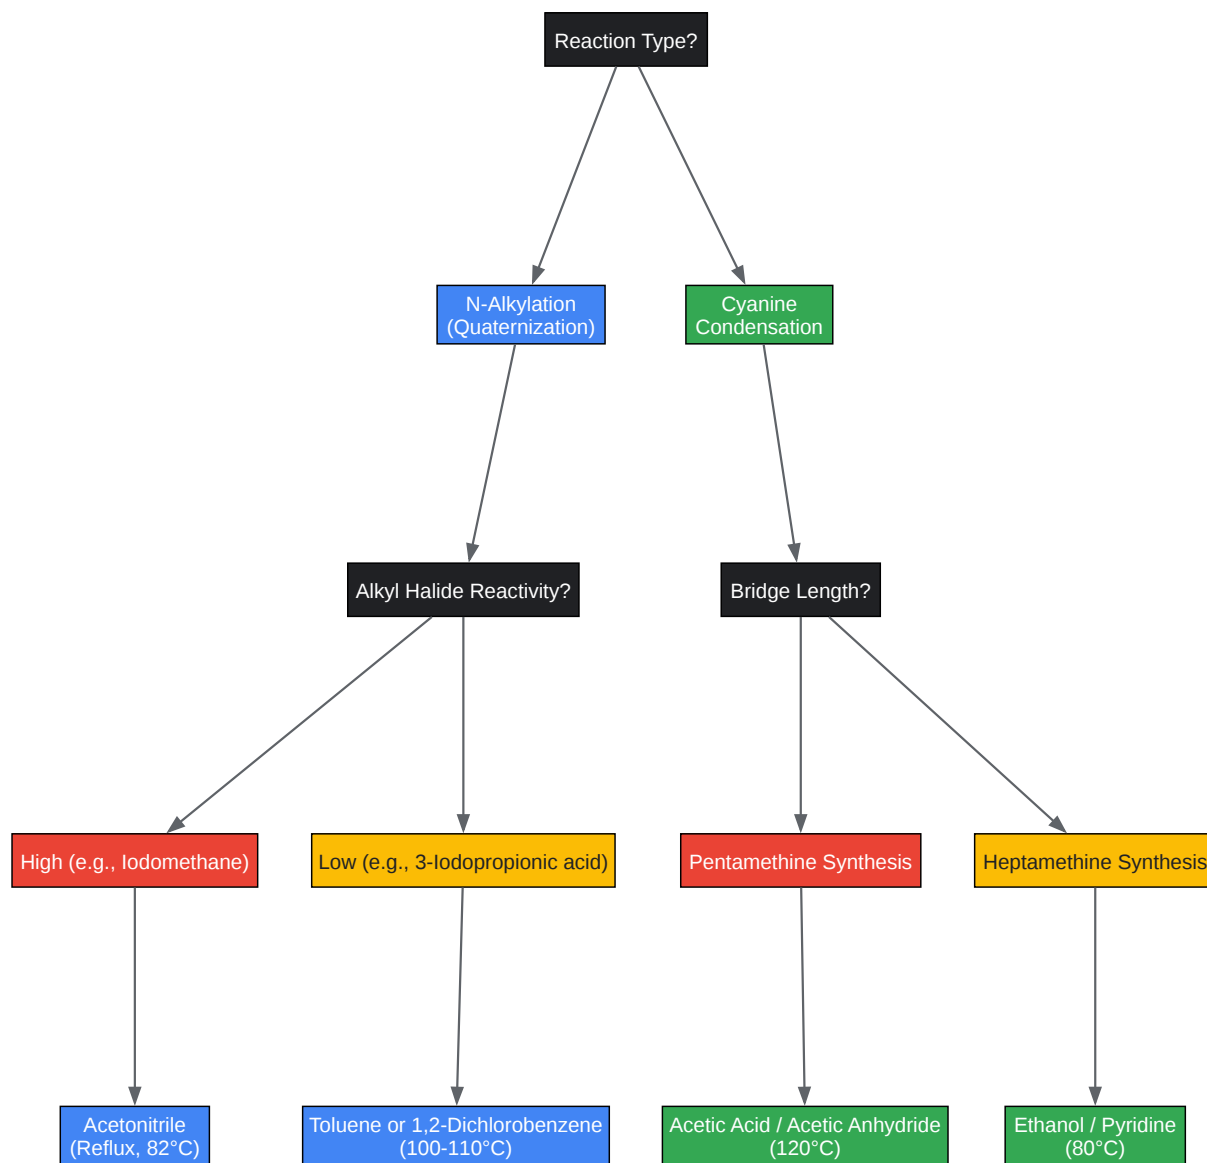 Reaction Type?
N-Alkylation
(Quaternization)
Cyanine
Condensation
Alkyl Halide Reactivity?
Bridge Length?
High (e.g., Iodomethane)
Low (e.g., 3-Iodopropionic acid)
Pentamethine Synthesis
Heptamethine Synthesis
Acetonitrile
(Reflux, 82°C)
Toluene or 1,2-Dichlorobenzene
(100-110°C)
Acetic Acid / Acetic Anhydride
(120°C)
Ethanol / Pyridine
(80°C)